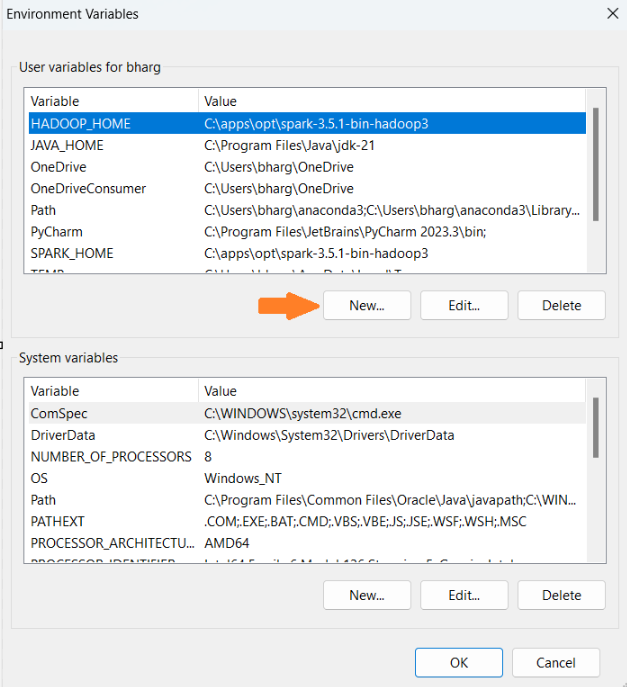 Environment Variables
User variables for bharg
Variable Value
HADOOP_HOME C:\apps\opt\spark-3.5.1-bin-hadoop3
JAVA_HOME C:\Program Files\Java\jdk-21
OneDrive C:\Users\bharg\OneDrive
OneDriveConsumer C:\Users\bharg\OneDrive
Path C:\Users\bharg\anaconda3;C:\Users\bharg\anaconda3\Library...
PyCharm C:\Program Files\JetBrains\PyCharm 2023.3\bin;
SPARK_HOME C:\apps\opt\spark-3.5.1-bin-hadoop3
New... Edit... Delete
System variables
Variable Value
ComSpec C:\WINDOWS\system32\cmd.exe
DriverData C:\Windows\System32\Drivers\DriverData
NUMBER_OF_PROCESSORS 8
OS Windows_NT
Path C:\Program Files\Common Files\Oracle\Java\javapath;C:\WIN...
PATHEXT .COM;.EXE;.BAT;.CMD;.VBS;.VBE;.JS;.JSE;.WSF;.WSH;.MSC
PROCESSOR_ARCHITECTU... AMD64
New... Edit... Delete
OK Cancel